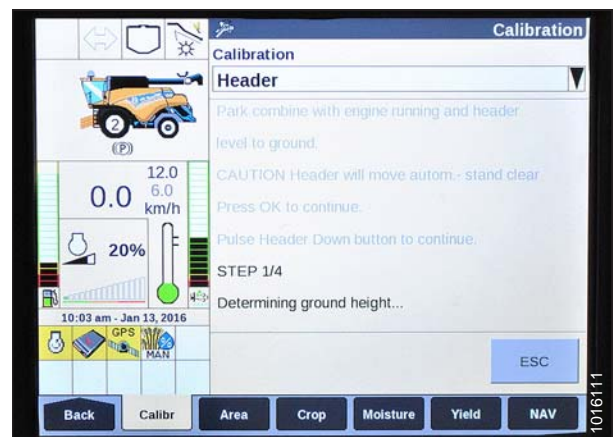 Calibration
Calibration
Header
Park combine with engine running and header
level to ground.
CAUTION Header will move autom.- stand clear
Press OK to continue.
Pulse Header Down button to continue.
STEP 1/4
Determining ground height...
ESC
2
(P)
12.0
0.0
6.0
km/h
20%
10:03 am - Jan 13, 2016
GPS
MAN
Back
Calibr
Area
Crop
Moisture
Yield
NAV
1016111